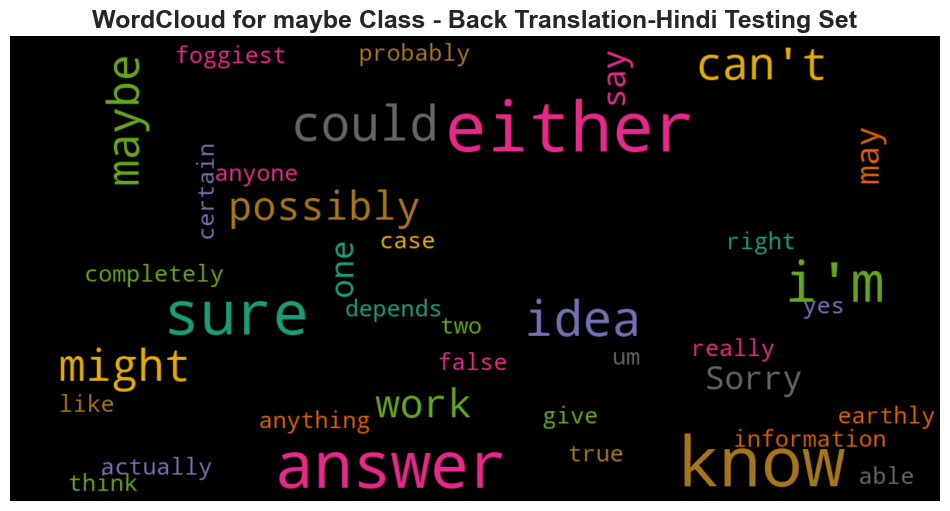 WordCloud for maybe Class - Back Translation-Hindi Testing Set
foggiest
probably
say
can't
maybe
could
either
may
certain
anyone
possibly
case
right
one
completely
i'm
yes
depends
sure
two
idea
false
um
really
might
Sorry
like
work
anything
give
earthly
information
true
answer
know
actually
think
able